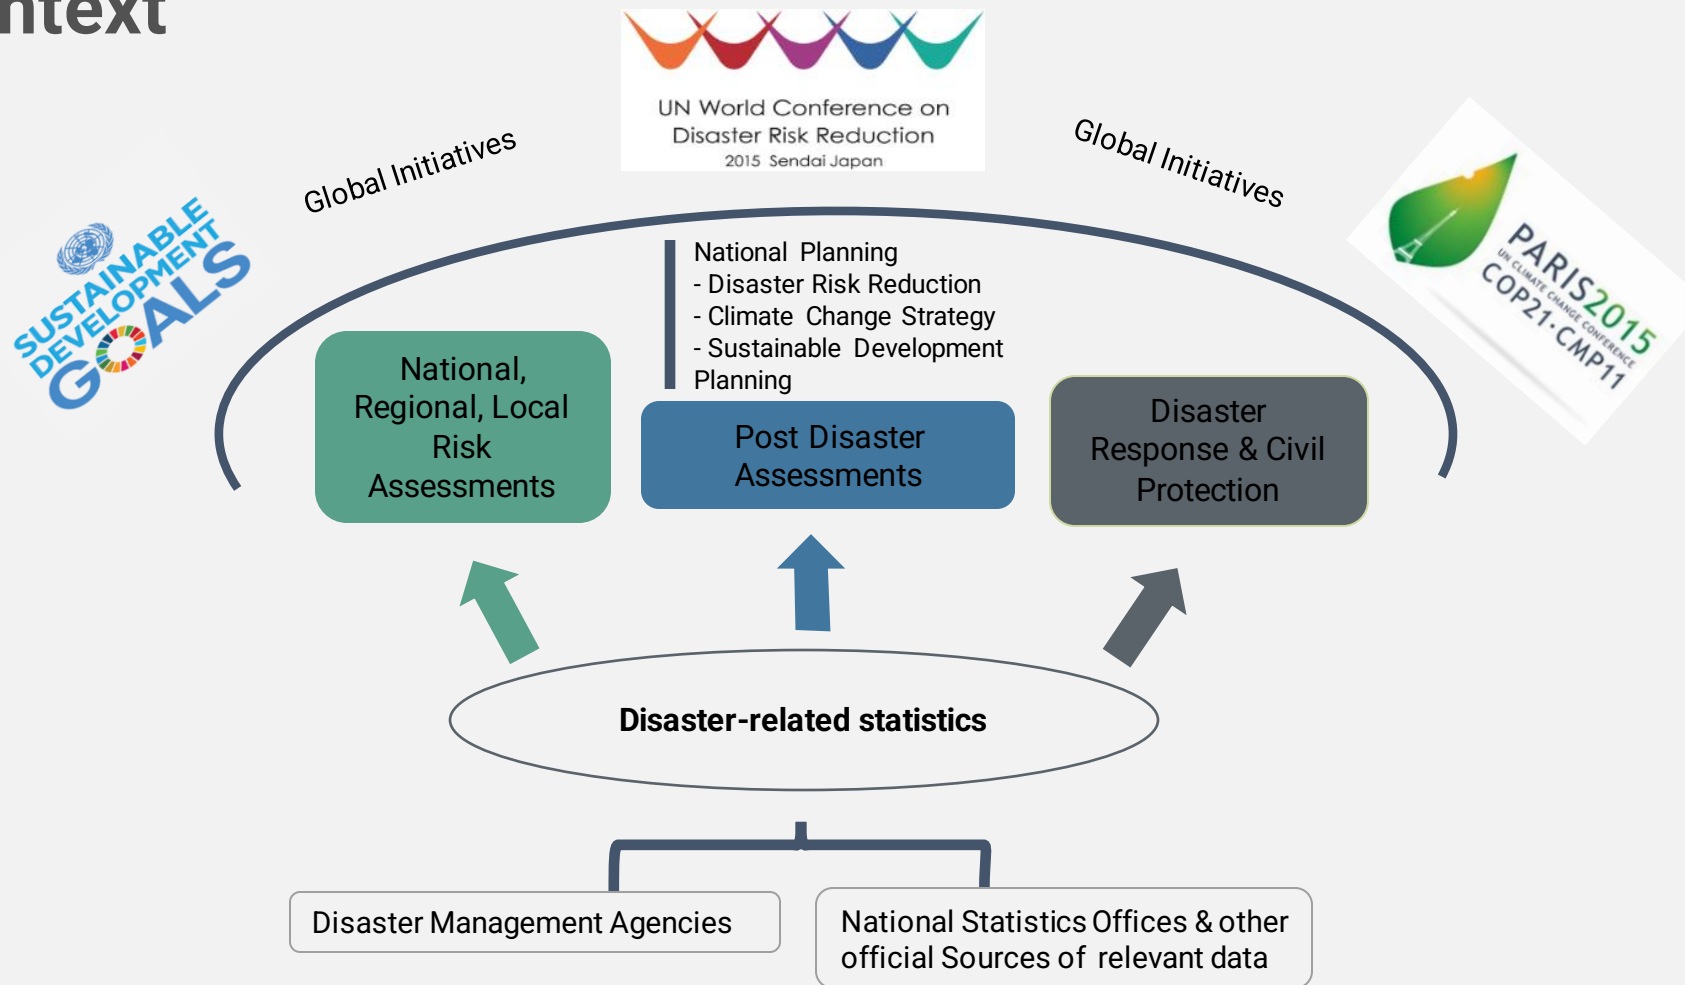 ntext
UN World Conference on
Disaster Risk Reduction
2015 Sendai Japan
Global Initiatives
Global Initiatives
SUSTAINABLE
DEVELOPMENT
GOALS
PARIS2015
UN CLIMATE CHANGE CONFERENCE
COP21·CMP11
National Planning
- Disaster Risk Reduction
- Climate Change Strategy
- Sustainable Development
Planning
National,
Regional, Local
Risk
Assessments
Post Disaster
Assessments
Disaster
Response & Civil
Protection
Disaster-related statistics
Disaster Management Agencies
National Statistics Offices & other
official Sources of relevant data